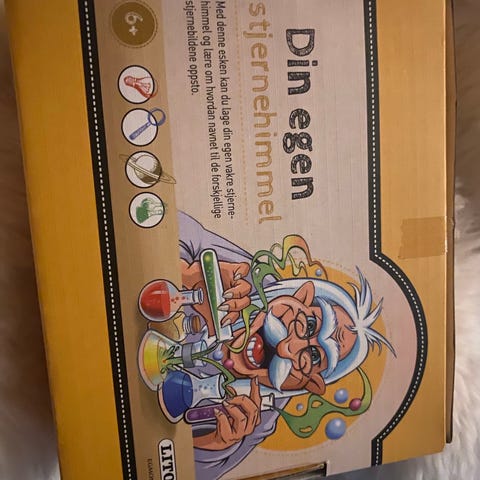 Din egen
stjernehimmel
Med denne esken kan du lage din egen vakre stjerne-
himmel og lære om hvordan navnet til de forskjellige
stjernebildene oppsto.
6+